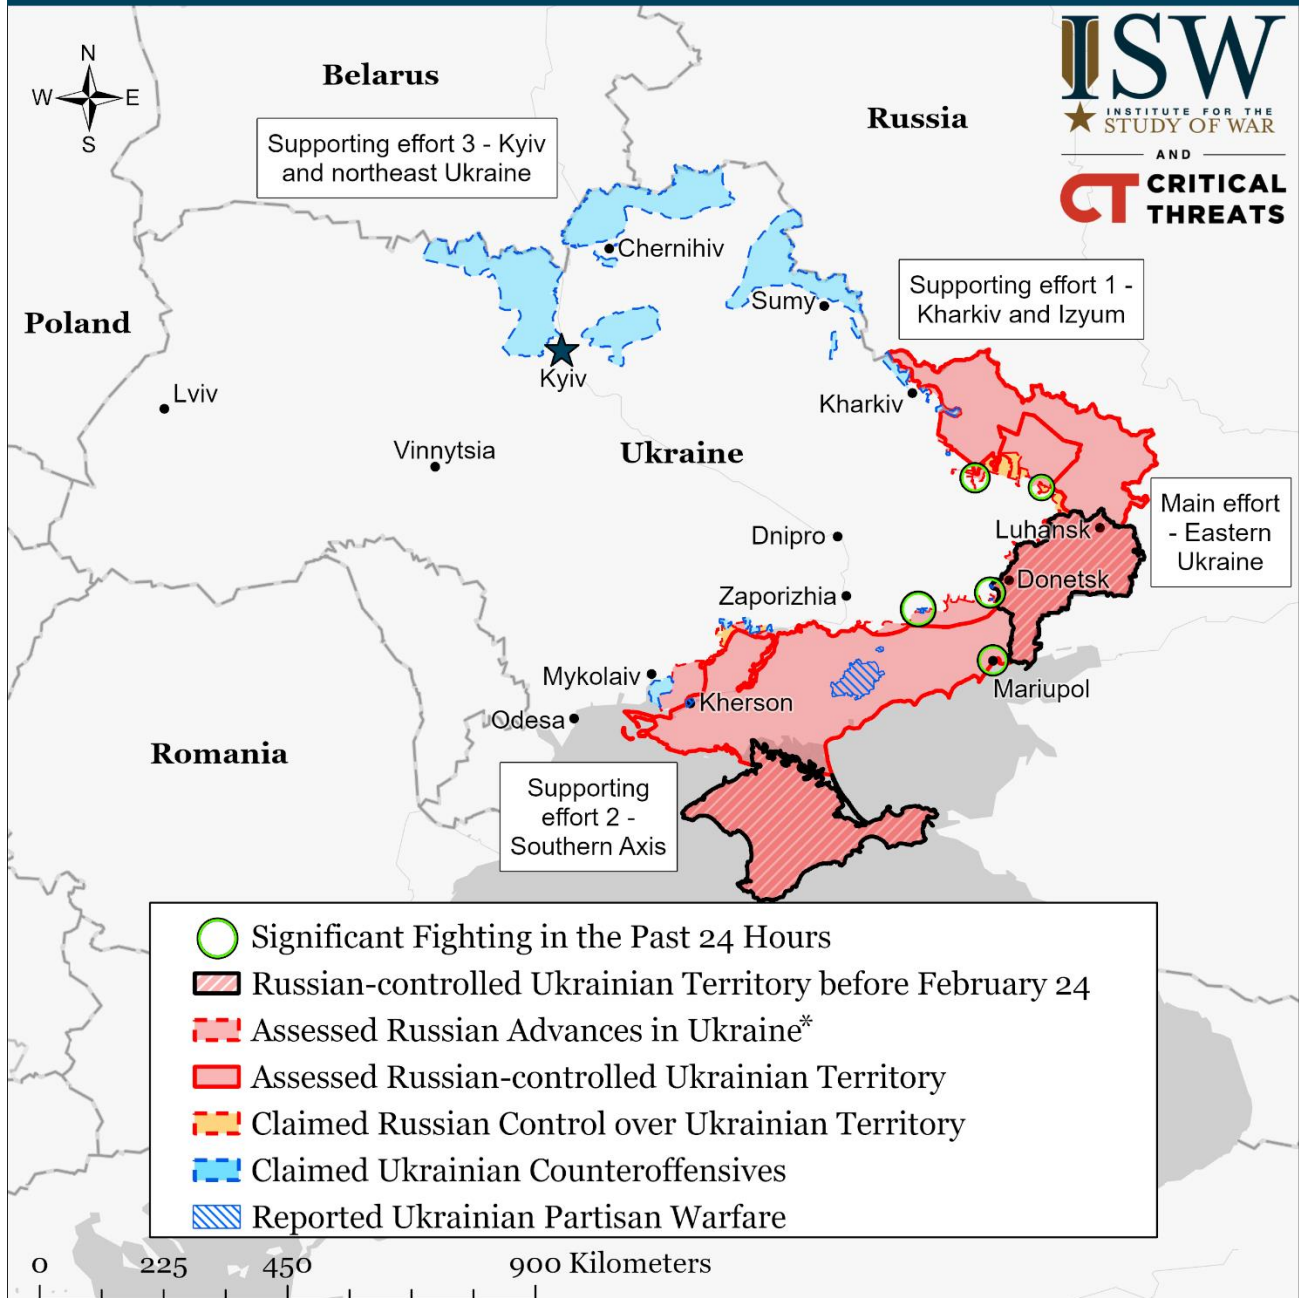 N
W
E
S
Belarus
Russia
ISW
INSTITUTE FOR THE
STUDY OF WAR
AND
CT CRITICAL
THREATS
Supporting effort 3 - Kyiv
and northeast Ukraine
Chernihiv
Sumy
Supporting effort 1 -
Kharkiv and Izyum
Poland
Kyiv
Lviv
Kharkiv
Vinnytsia
Ukraine
Main effort
- Eastern
Ukraine
Luhansk
Dnipro
Donetsk
Zaporizhia
Mykolaiv
Mariupol
Kherson
Odesa
Romania
Supporting
effort 2 -
Southern Axis
Significant Fighting in the Past 24 Hours
Russian-controlled Ukrainian Territory before February 24
Assessed Russian Advances in Ukraine*
Assessed Russian-controlled Ukrainian Territory
Claimed Russian Control over Ukrainian Territory
Claimed Ukrainian Counteroffensives
Reported Ukrainian Partisan Warfare
0 225 450 900 Kilometers